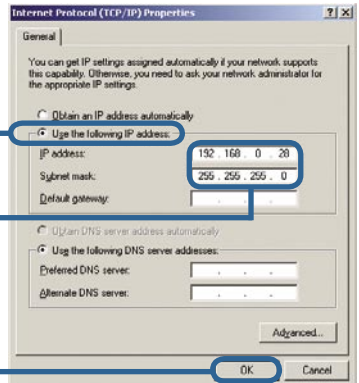 Internet Protocol (TCP/IP) Properties
General
You can get IP settings assigned automatically if your network supports
this capability. Otherwise, you need to ask your network administrator for
the appropriate IP settings.
Obtain an IP address automatically
Use the following IP address:
IP address: 192 . 168 . 0 . 28
Subnet mask: 255 . 255 . 255 . 0
Default gateway: . . .
Obtain DNS server address automatically
Use the following DNS server addresses:
Preferred DNS server: . . .
Alternate DNS server: . . .
Advanced...
OK Cancel